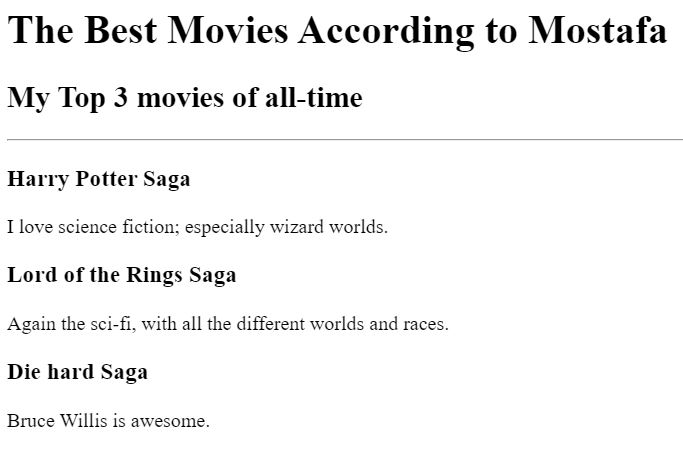 The Best Movies According to Mostafa
My Top 3 movies of all-time
Harry Potter Saga
I love science fiction; especially wizard worlds.
Lord of the Rings Saga
Again the sci-fi, with all the different worlds and races.
Die hard Saga
Bruce Willis is awesome.